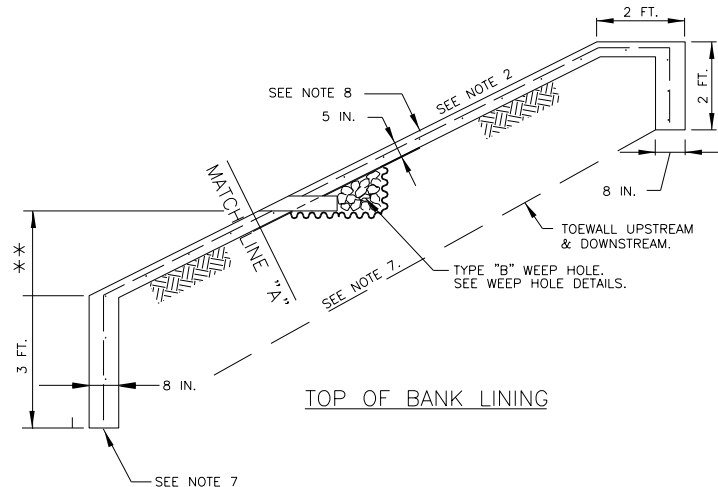 2 FT.
2 FT.
SEE NOTE 8
SEE NOTE 2
5 IN.
8 IN.
MATCH LINE "A"
**
TOEWALL UPSTREAM
& DOWNSTREAM.
TYPE "B" WEEP HOLE.
SEE WEEP HOLE DETAILS.
SEE NOTE 7.
3 FT.
8 IN.
TOP OF BANK LINING
SEE NOTE 7